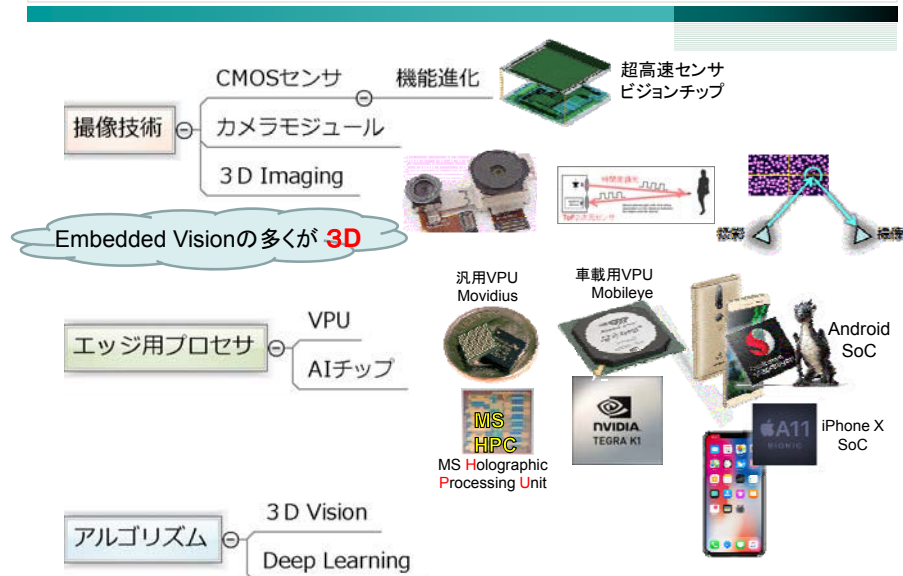 CMOSセンサ
機能進化
超高速センサ
ビジョンチップ
撮像技術
カメラモジュール
3D Imaging
投影
撮像
Embedded Visionの多くが 3D
汎用VPU
Movidius
車載用VPU
Mobileye
Android
SoC
エッジ用プロセサ
VPU
AIチップ
MS
HPC
MS Holographic
Processing Unit
NVIDIA
TEGRA K1
A11
BIONIC
iPhone X
SoC
アルゴリズム
3D Vision
Deep Learning